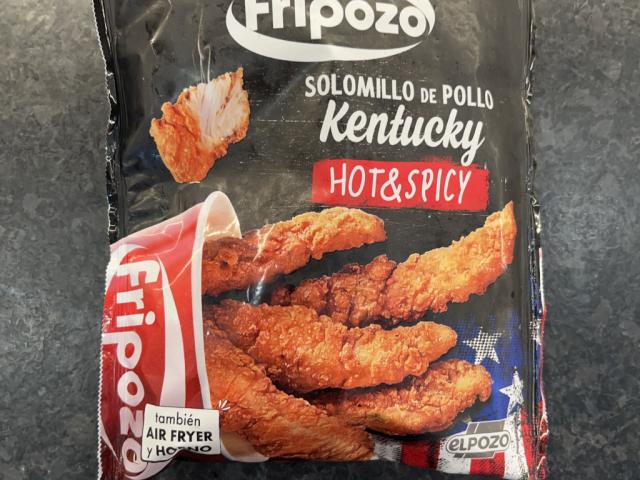 Fripozo
SOLOMILLO DE POLLO
Kentucky
HOT&SPICY
Fripozo
también
AIR FRYER
y HORNO
ELPOZO